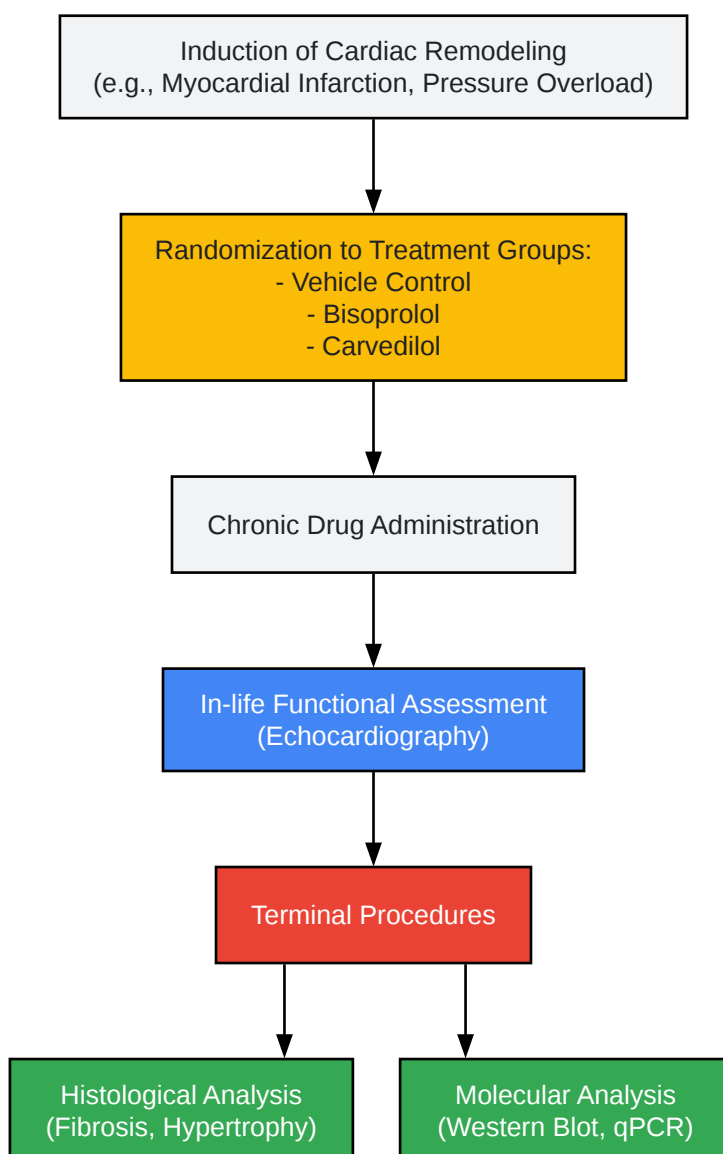 Induction of Cardiac Remodeling
(e.g., Myocardial Infarction, Pressure Overload)
Randomization to Treatment Groups:
- Vehicle Control
- Bisoprolol
- Carvedilol
Chronic Drug Administration
In-life Functional Assessment
(Echocardiography)
Terminal Procedures
Histological Analysis
(Fibrosis, Hypertrophy)
Molecular Analysis
(Western Blot, qPCR)